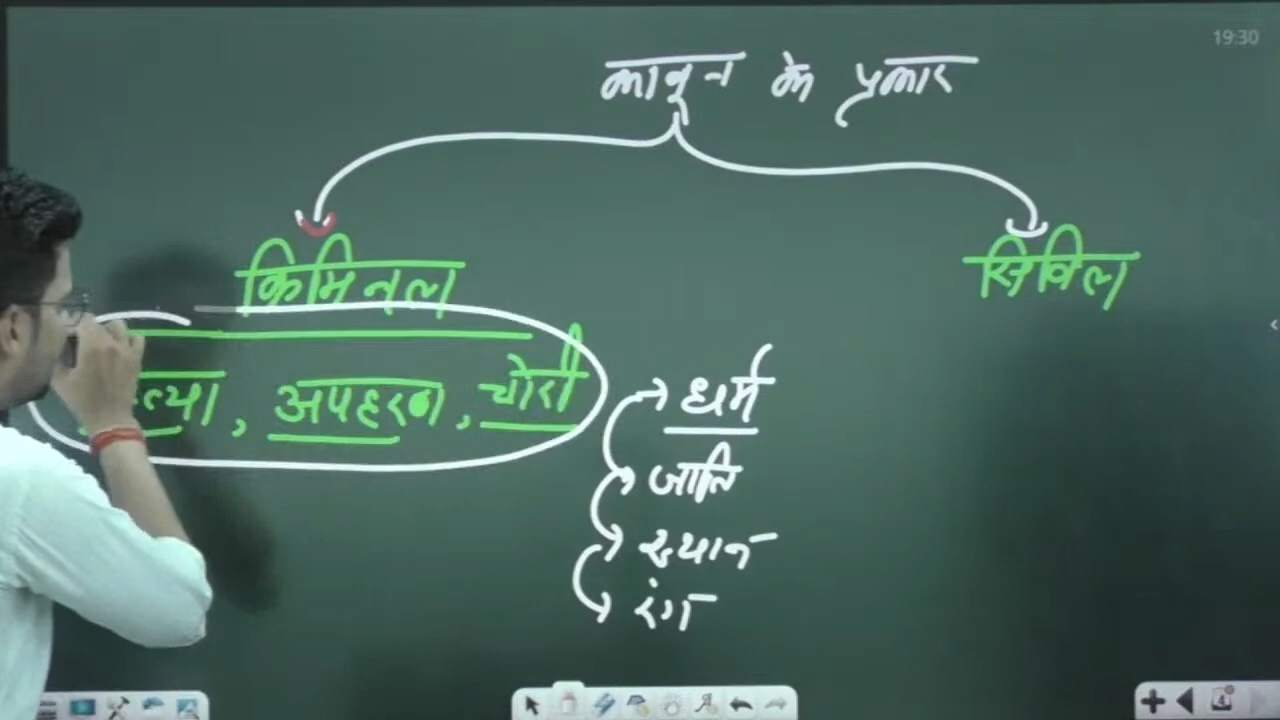 19:30
कानून के प्रकार
क्रिमिनल
सिविल
अपहरण, चोरी
धर्म
जाति
स्थान
रंग